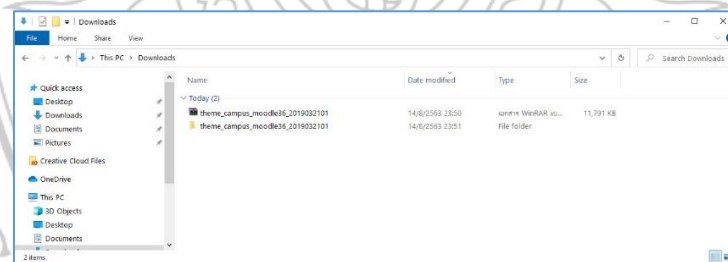 Downloads
File Home Share View
This PC › Downloads
Search Downloads
Name Date modified Type Size
Quick access
Desktop
Downloads
Documents
Pictures
Creative Cloud Files
OneDrive
This PC
3D Objects
Desktop
Documents
Today (2)
theme_campus_moodle36_2019032101 14/8/2563 23:50 WinRAR 11,791 KB
theme_campus_moodle36_2019032101 14/8/2563 23:51 File folder
2 items